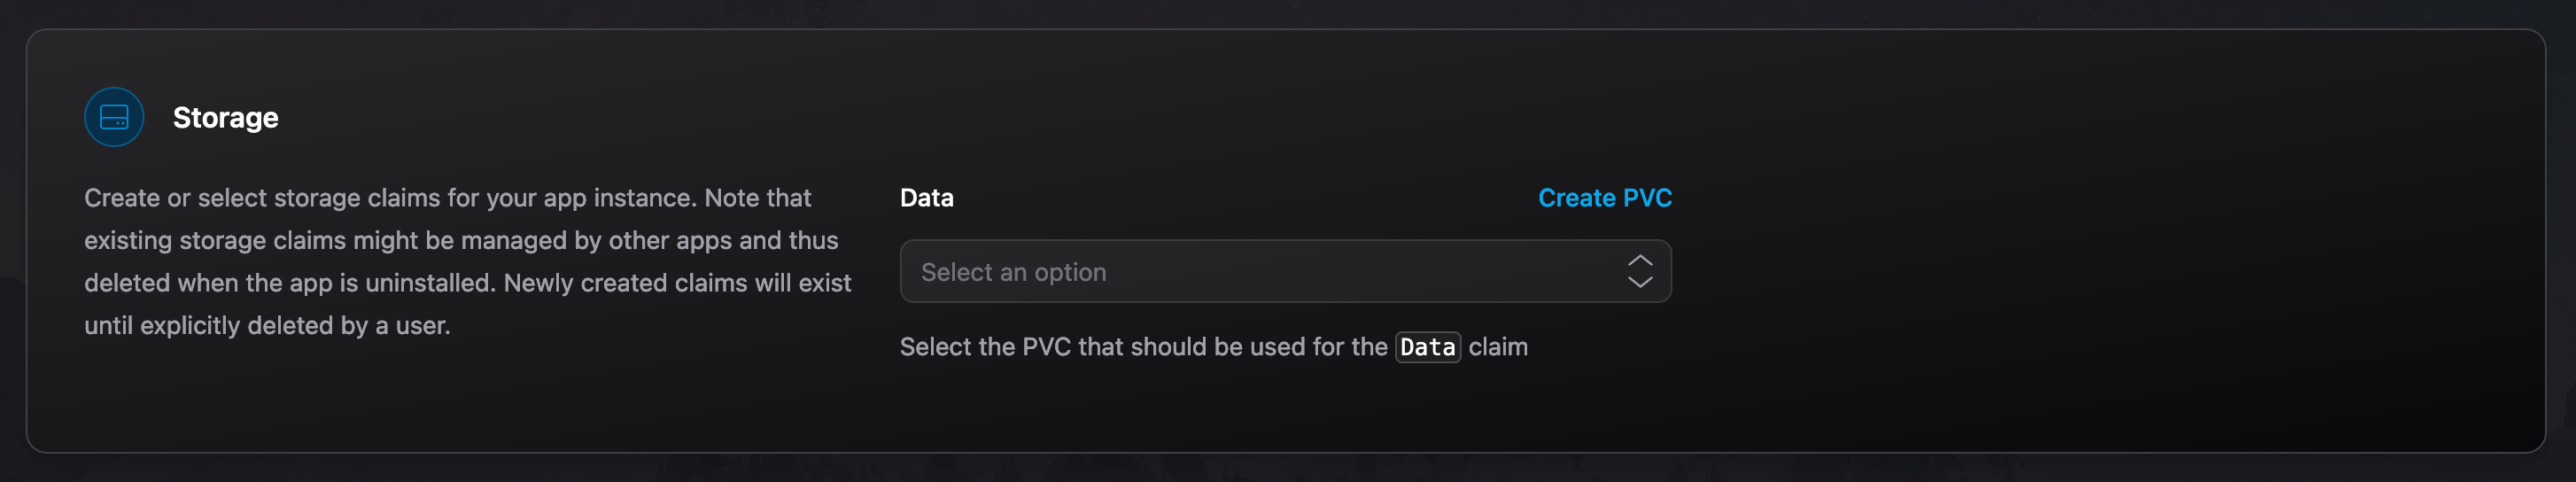 Storage
Create or select storage claims for your app instance. Note that
existing storage claims might be managed by other apps and thus
deleted when the app is uninstalled. Newly created claims will exist
until explicitly deleted by a user.
Data
Create PVC
Select an option
Select the PVC that should be used for the Data claim